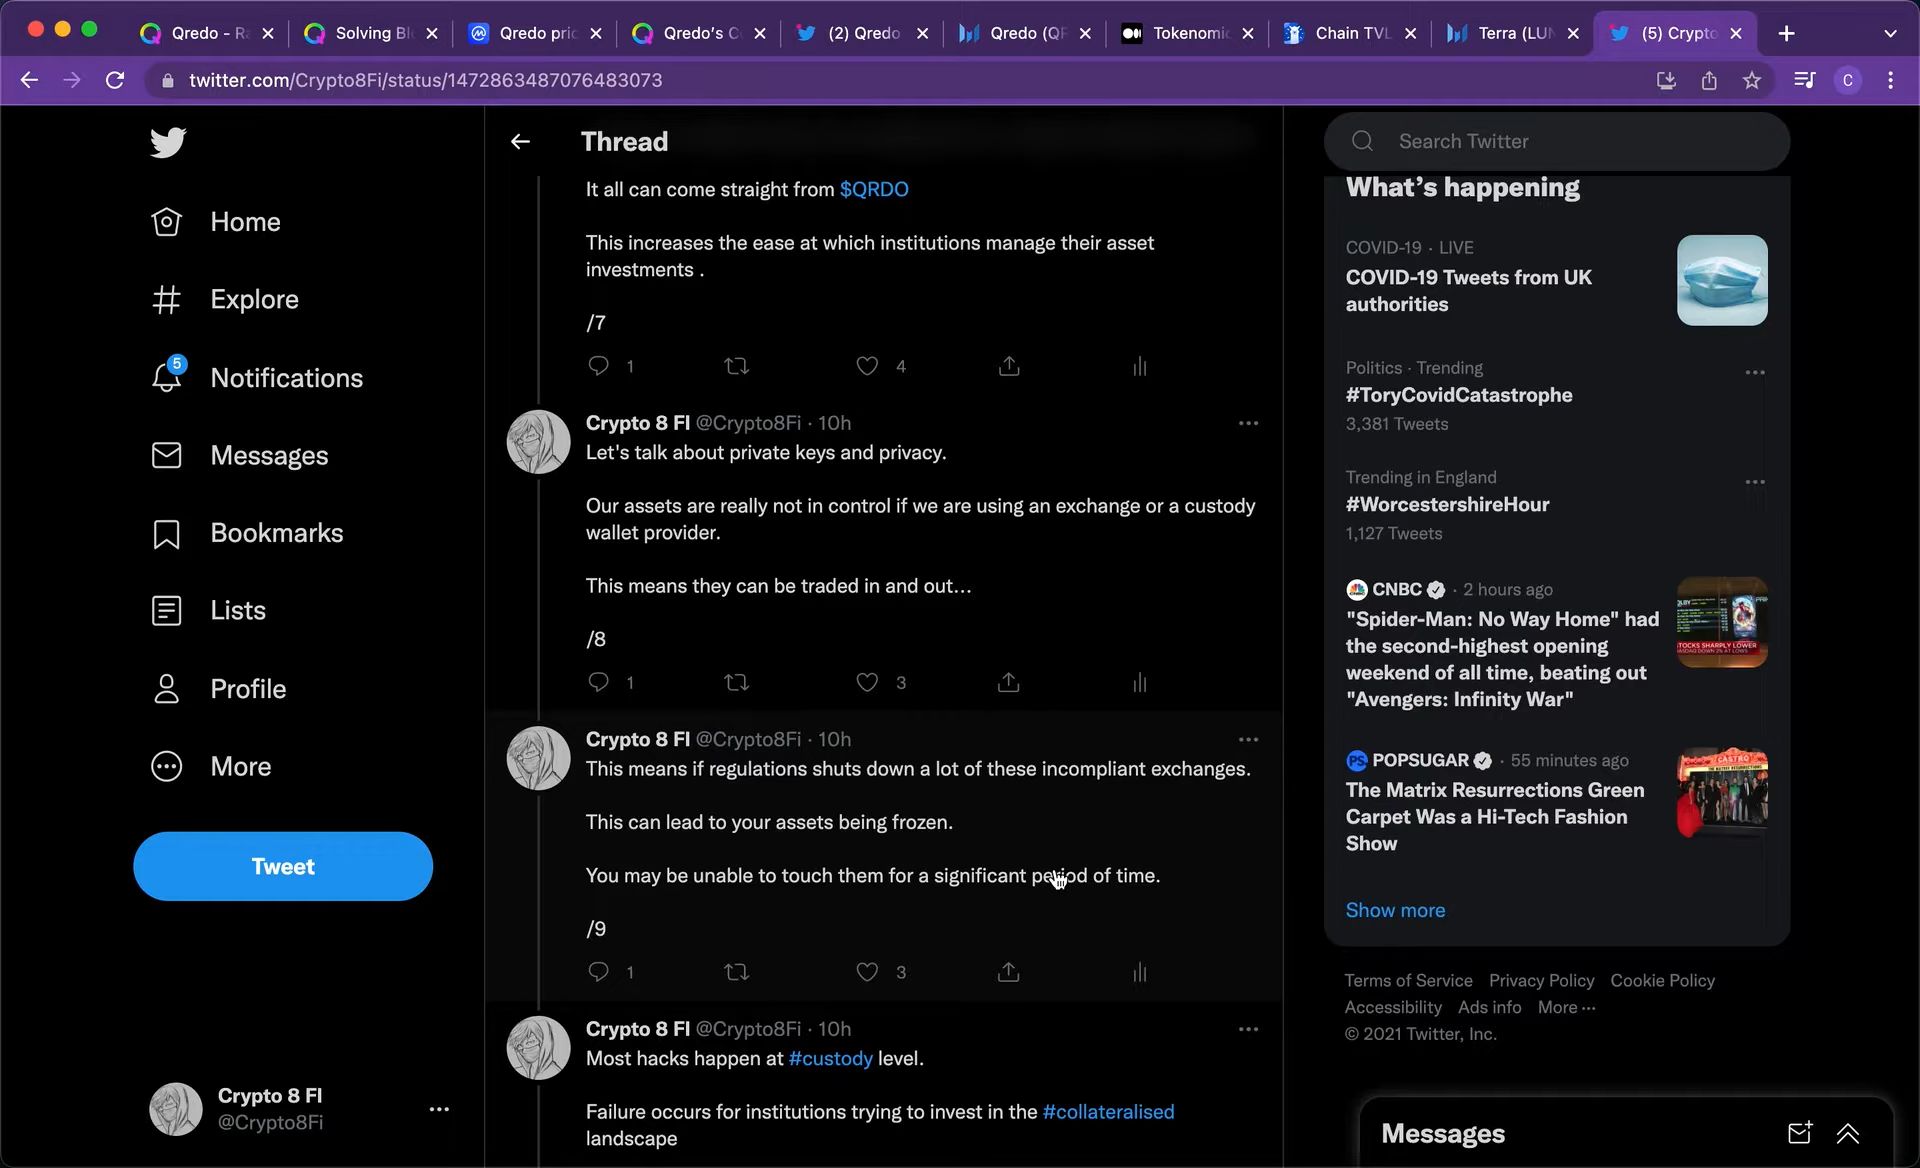 Qredo - Ra
Solving Bl
Qredo pric
Qredo's C
(2) Qredo
Qredo (QR
Tokenomic
Chain TVL
Terra (LUN
(5) Crypto
twitter.com/Crypto8Fi/status/1472863487076483073
C
Home
Explore
5
Notifications
Messages
Bookmarks
Lists
Profile
More
Tweet
Crypto 8 FI
@Crypto8Fi
Thread
It all can come straight from $QRDO
This increases the ease at which institutions manage their asset
investments .
/7
1
4
Crypto 8 FI @Crypto8Fi · 10h
Let's talk about private keys and privacy.
Our assets are really not in control if we are using an exchange or a custody
wallet provider.
This means they can be traded in and out...
/8
1
3
Crypto 8 FI @Crypto8Fi · 10h
This means if regulations shuts down a lot of these incompliant exchanges.
This can lead to your assets being frozen.
You may be unable to touch them for a significant period of time.
/9
1
3
Crypto 8 FI @Crypto8Fi · 10h
Most hacks happen at #custody level.
Failure occurs for institutions trying to invest in the #collateralised
landscape
Search Twitter
What's happening
COVID-19 · LIVE
COVID-19 Tweets from UK
authorities
Politics · Trending
#ToryCovidCatastrophe
3,381 Tweets
Trending in England
#WorcestershireHour
1,127 Tweets
CNBC · 2 hours ago
"Spider-Man: No Way Home" had
the second-highest opening
weekend of all time, beating out
"Avengers: Infinity War"
STOCKS SHARPLY LOWER
PS
POPSUGAR · 55 minutes ago
The Matrix Resurrections Green
Carpet Was a Hi-Tech Fashion
Show
CASTRO
Show more
Terms of Service Privacy Policy Cookie Policy
Accessibility Ads info More ···
© 2021 Twitter, Inc.
Messages